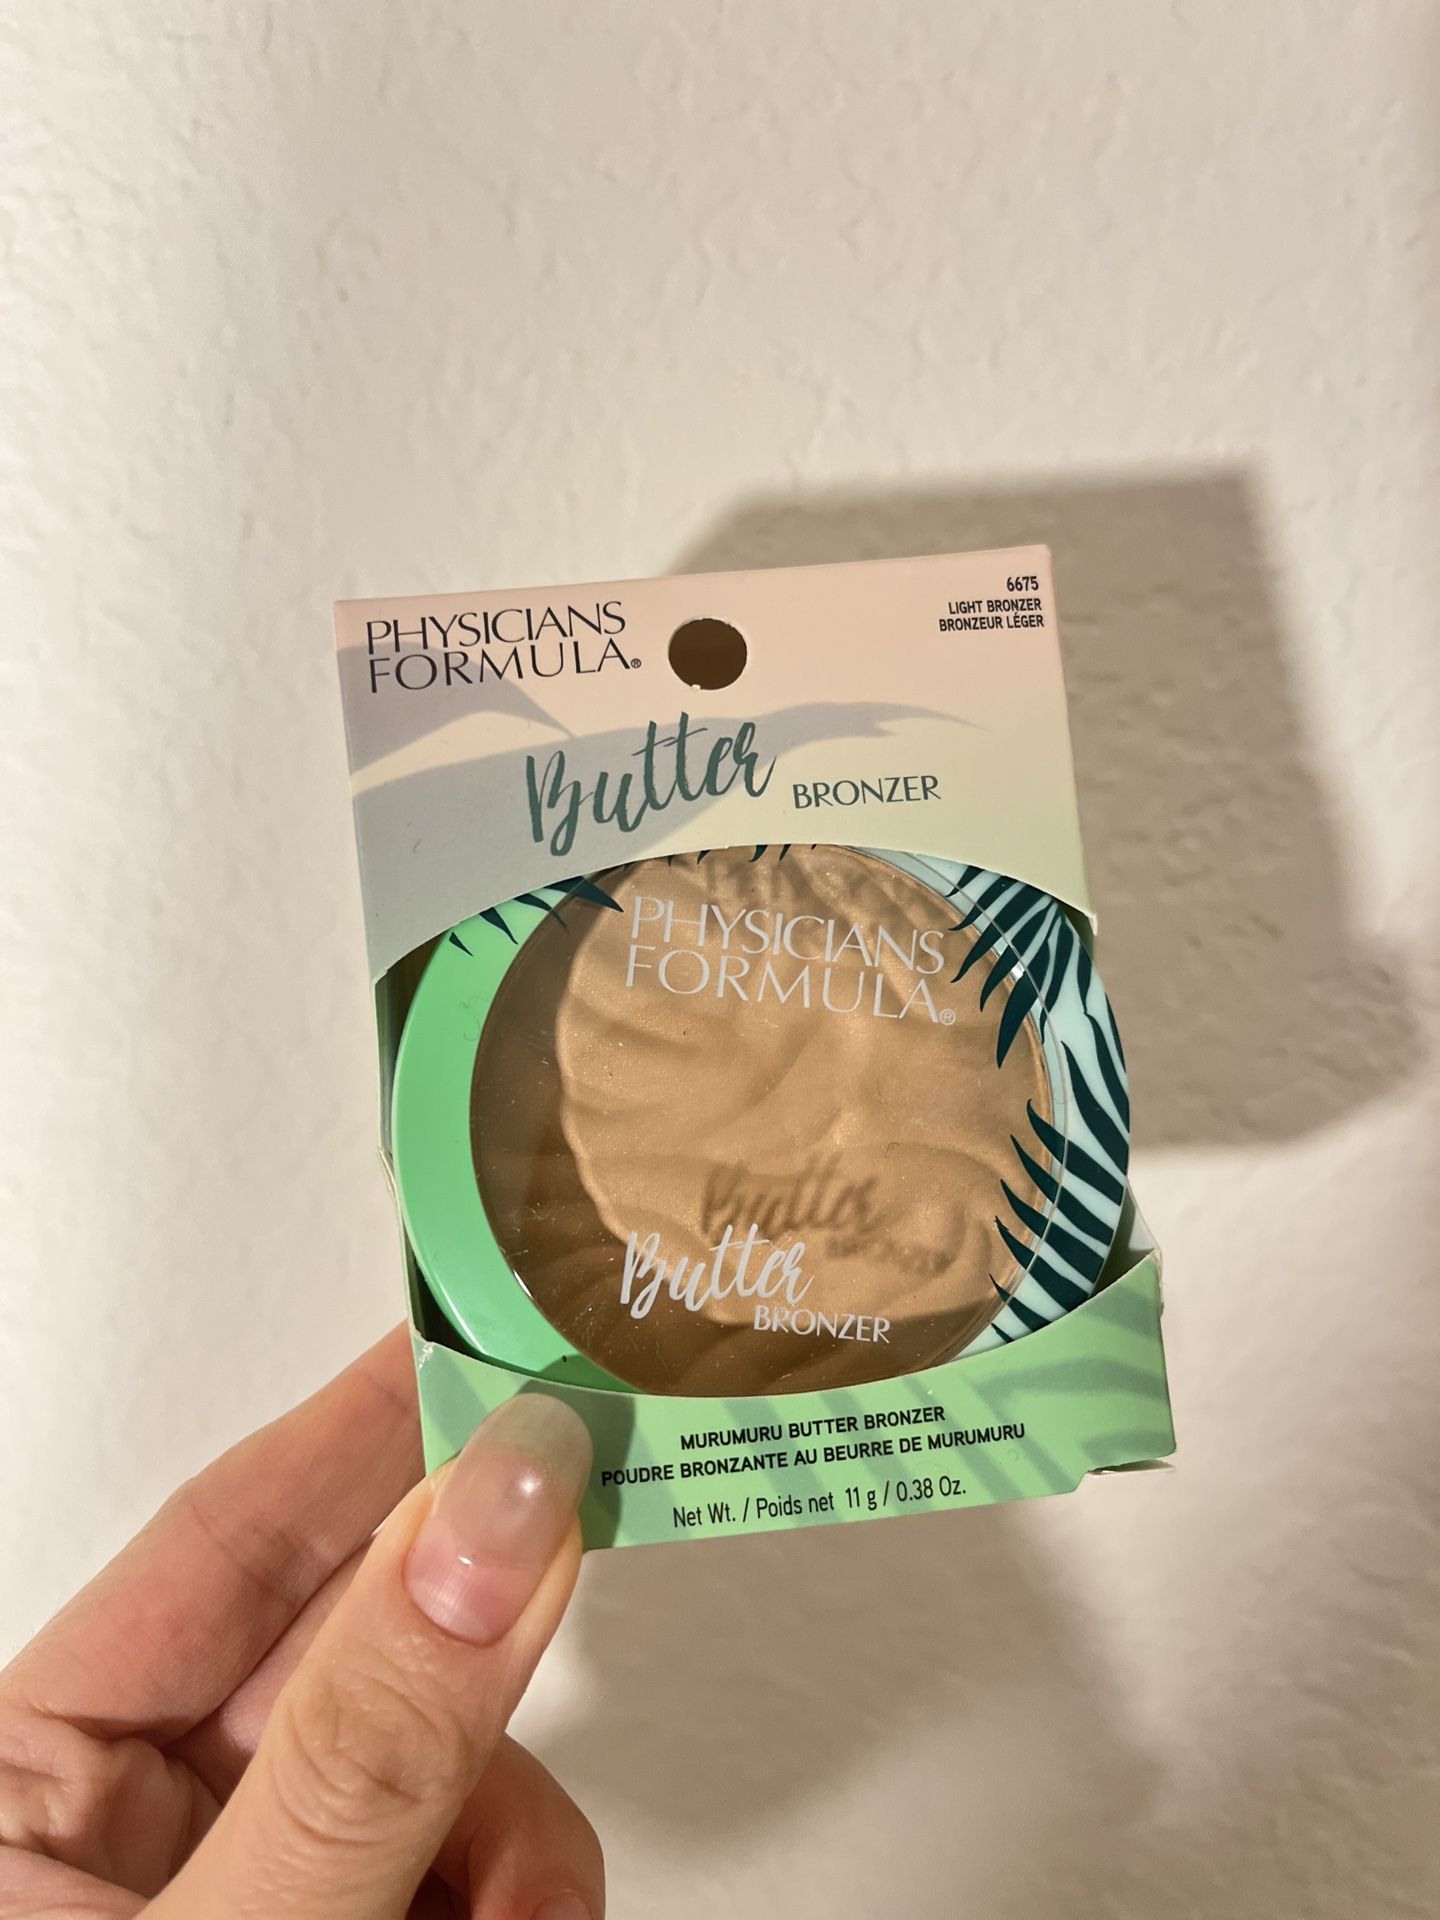 PHYSICIANS
FORMULA®
6675
LIGHT BRONZER
BRONZEUR LÉGER
Butter BRONZER
PHYSICIANS
FORMULA®
Butter
BRONZER
MURUMURU BUTTER BRONZER
POUDRE BRONZANTE AU BEURRE DE MURUMURU
Net Wt. / Poids net 11 g / 0.38 Oz.